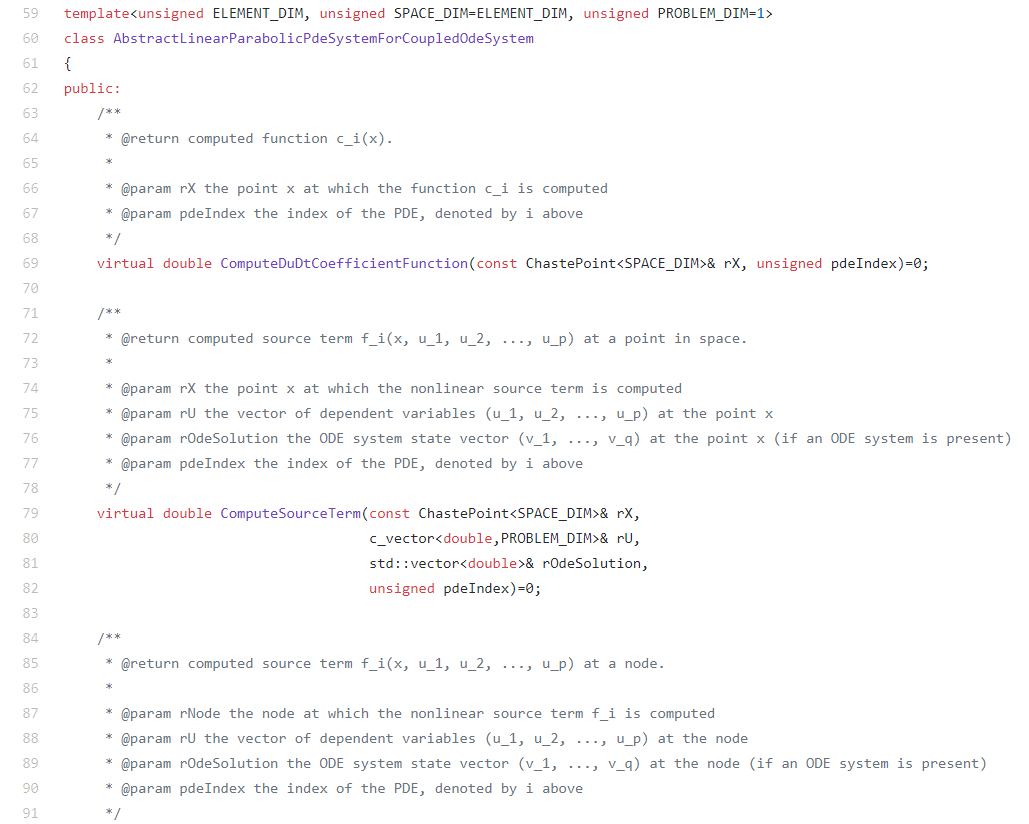 59 template<unsigned ELEMENT_DIM, unsigned SPACE_DIM=ELEMENT_DIM, unsigned PROBLEM_DIM=1>
60 class AbstractLinearParabolicPdeSystemForCoupledOdeSystem
61 {
62 public:
63     /**
64      * @return computed function c_i(x).
65      *
66      * @param rX the point x at which the function c_i is computed
67      * @param pdeIndex the index of the PDE, denoted by i above
68      */
69     virtual double ComputeDuDtCoefficientFunction(const ChastePoint<SPACE_DIM>& rX, unsigned pdeIndex)=0;
70
71     /**
72      * @return computed source term f_i(x, u_1, u_2, ..., u_p) at a point in space.
73      *
74      * @param rX the point x at which the nonlinear source term is computed
75      * @param rU the vector of dependent variables (u_1, u_2, ..., u_p) at the point x
76      * @param rOdeSolution the ODE system state vector (v_1, ..., v_q) at the point x (if an ODE system is present)
77      * @param pdeIndex the index of the PDE, denoted by i above
78      */
79     virtual double ComputeSourceTerm(const ChastePoint<SPACE_DIM>& rX,
80                                      c_vector<double,PROBLEM_DIM>& rU,
81                                      std::vector<double>& rOdeSolution,
82                                      unsigned pdeIndex)=0;
83
84     /**
85      * @return computed source term f_i(x, u_1, u_2, ..., u_p) at a node.
86      *
87      * @param rNode the node at which the nonlinear source term f_i is computed
88      * @param rU the vector of dependent variables (u_1, u_2, ..., u_p) at the node
89      * @param rOdeSolution the ODE system state vector (v_1, ..., v_q) at the node (if an ODE system is present)
90      * @param pdeIndex the index of the PDE, denoted by i above
91      */